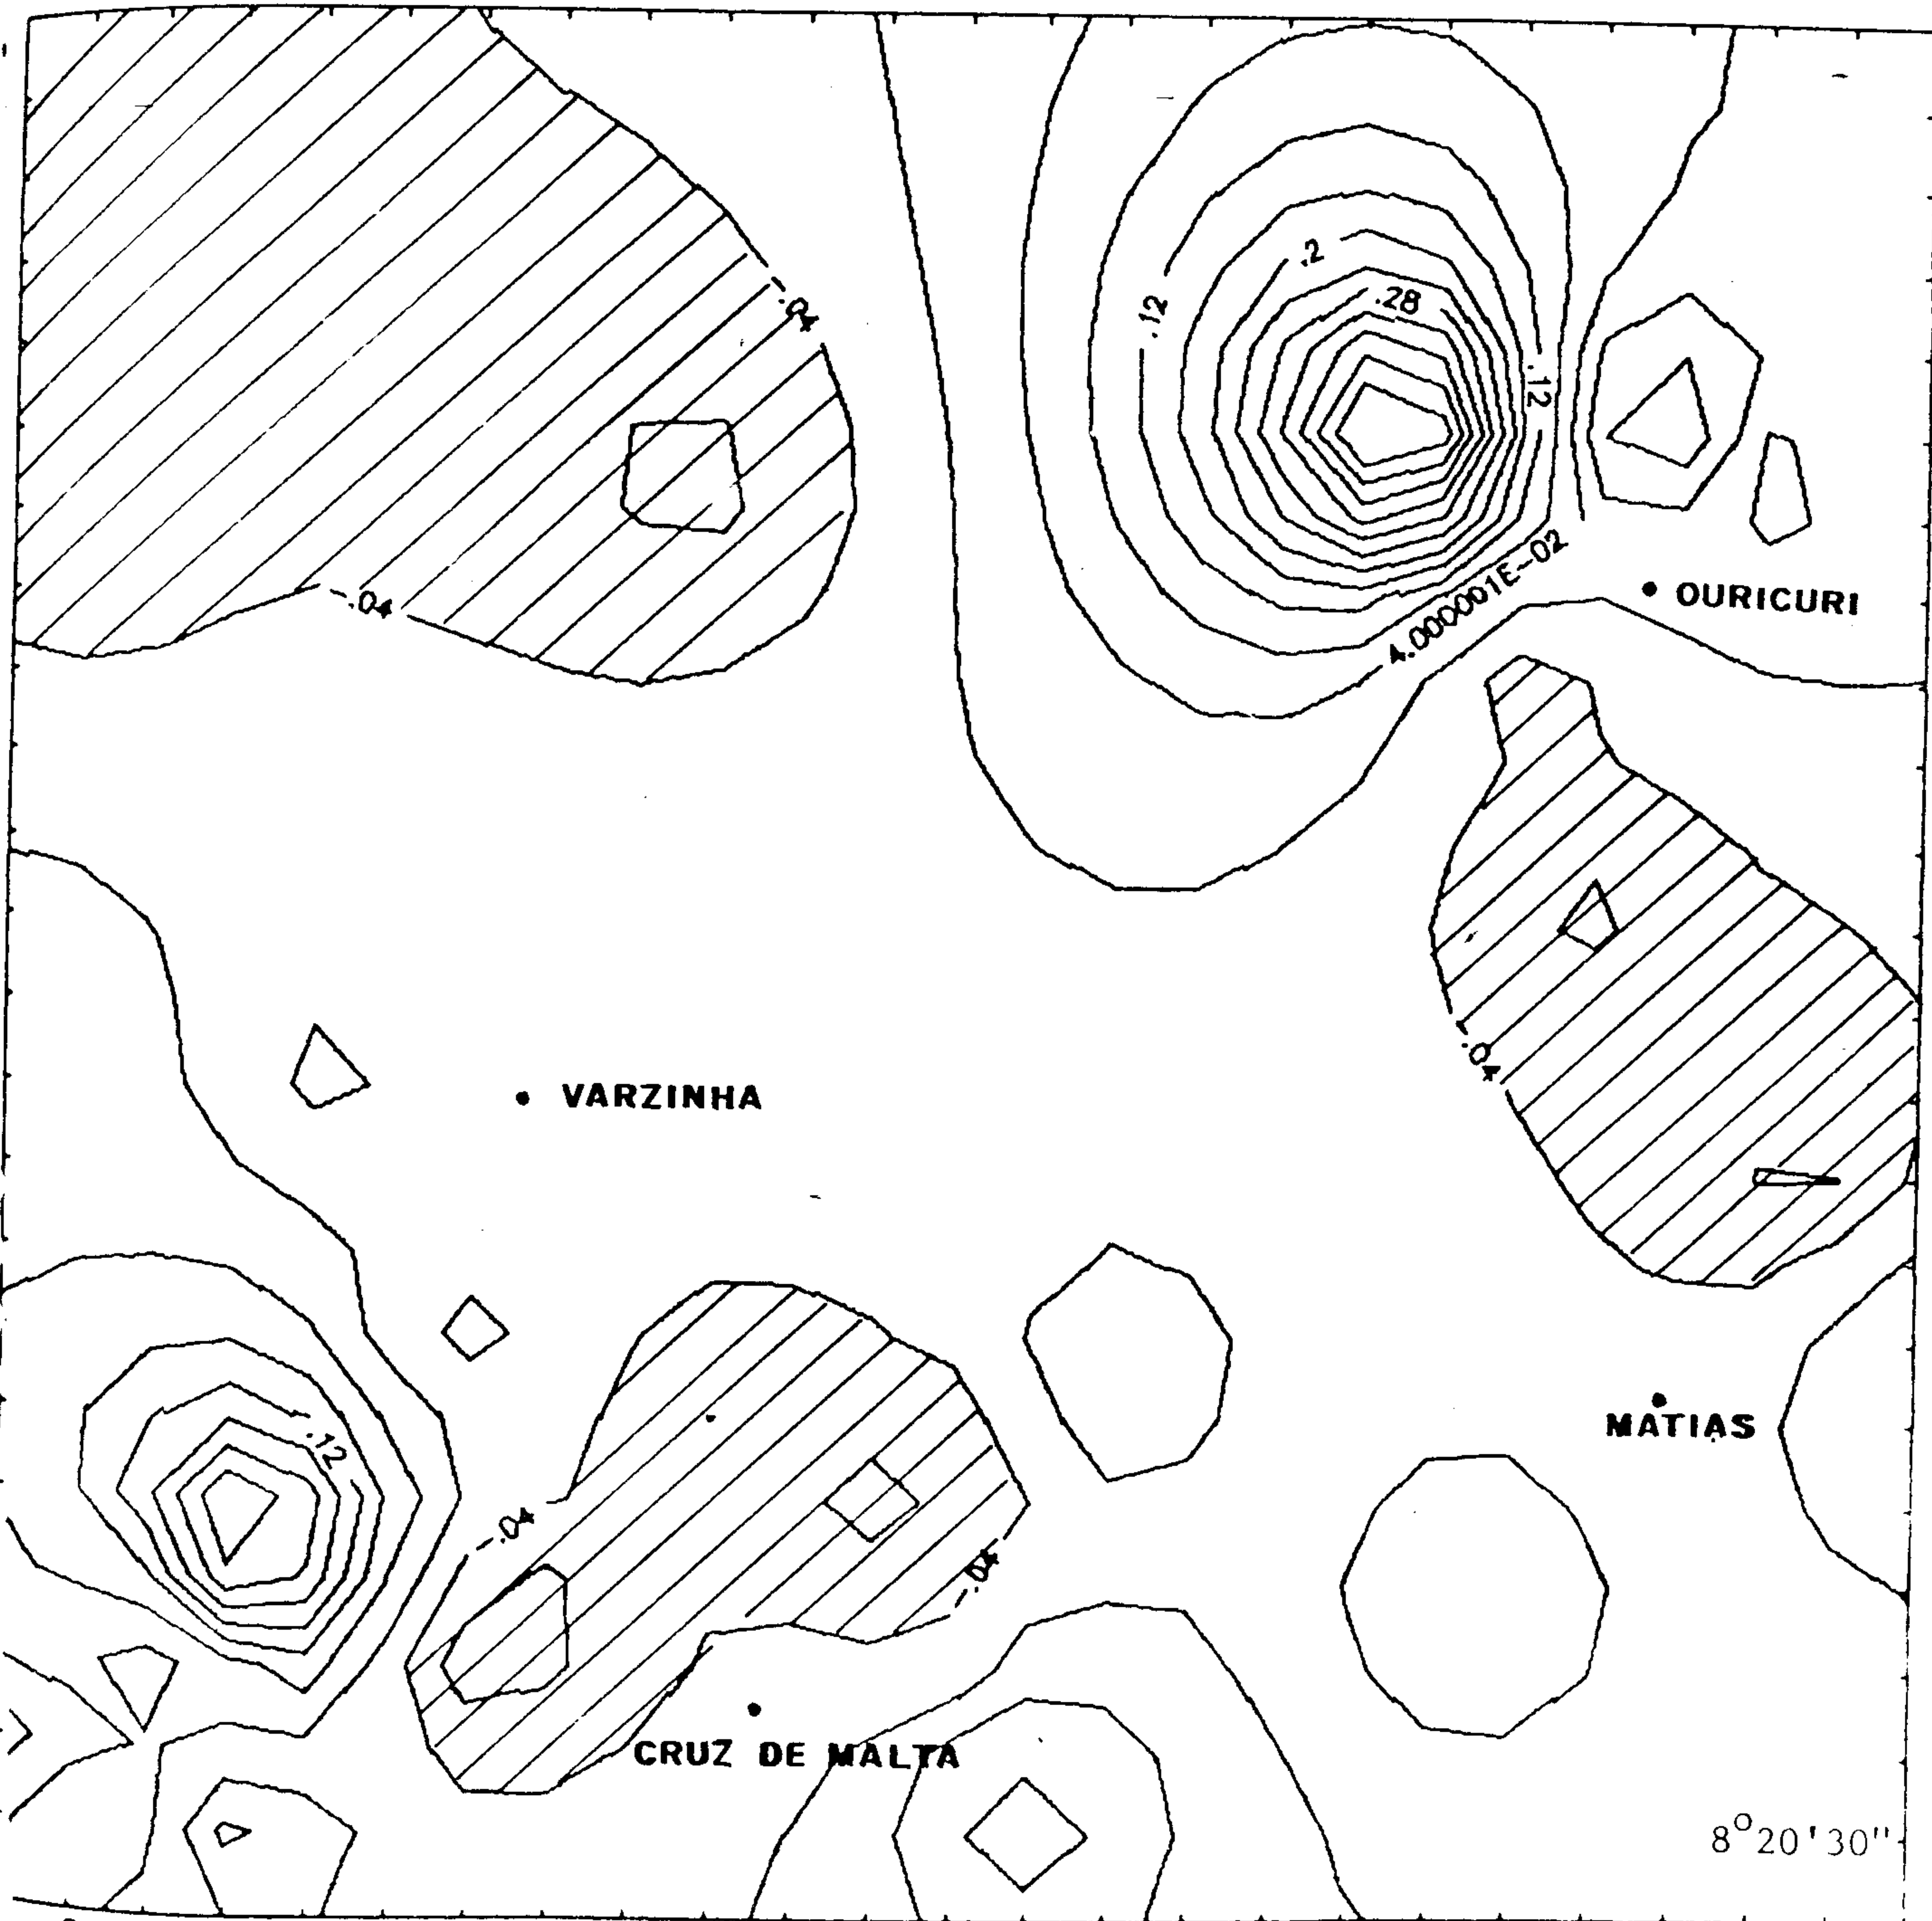 .2
-.04
.28
.12
.12
4.000001E-02
OURICURI
-.04
-.04
VARZINHA
MATIAS
.12
-.04
-.04
CRUZ DE MALTA
8°20'30"